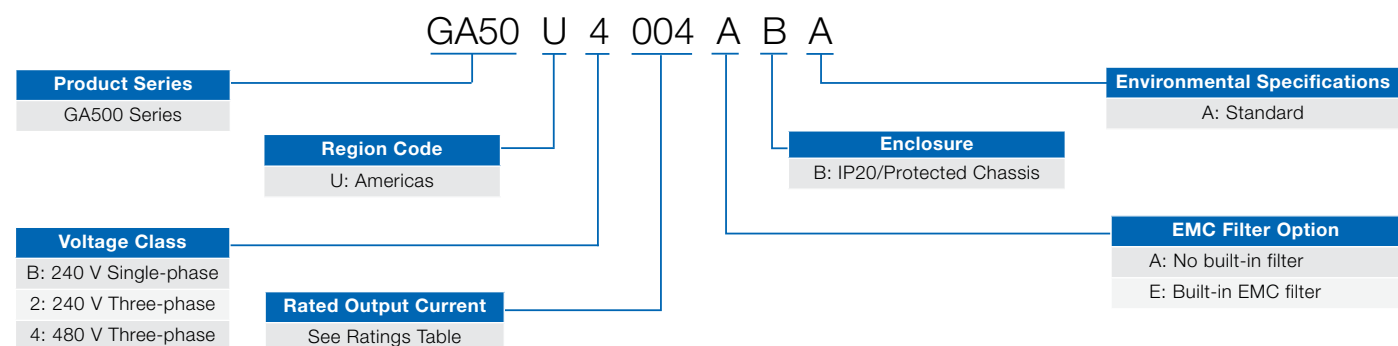 GA50 U 4 004 A B A
Product Series
GA500 Series
Environmental Specifications
A: Standard
Region Code
U: Americas
Enclosure
B: IP20/Protected Chassis
Voltage Class
B: 240 V Single-phase
2: 240 V Three-phase
4: 480 V Three-phase
EMC Filter Option
A: No built-in filter
E: Built-in EMC filter
Rated Output Current
See Ratings Table